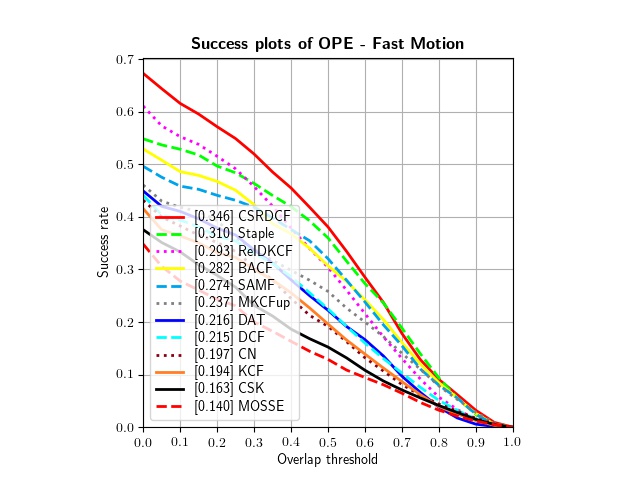 Success plots of OPE - Fast Motion
Success rate
0.7
0.6
0.5
0.4
0.3
0.2
0.1
0.0
[0.346] CSRDCF
[0.310] Staple
[0.293] RelDKCF
[0.282] BACF
[0.274] SAMF
[0.237] MKCFup
[0.216] DAT
[0.215] DCF
[0.197] CN
[0.194] KCF
[0.163] CSK
[0.140] MOSSE
0.0 0.1 0.2 0.3 0.4 0.5 0.6 0.7 0.8 0.9 1.0
Overlap threshold